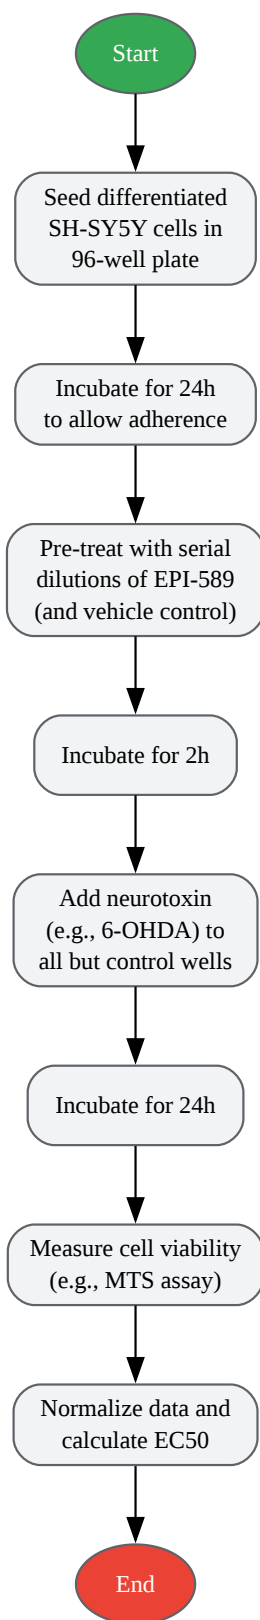 Start
Seed differentiated
SH-SY5Y cells in
96-well plate
Incubate for 24h
to allow adherence
Pre-treat with serial
dilutions of EPI-589
(and vehicle control)
Incubate for 2h
Add neurotoxin
(e.g., 6-OHDA) to
all but control wells
Incubate for 24h
Measure cell viability
(e.g., MTS assay)
Normalize data and
calculate EC50
End